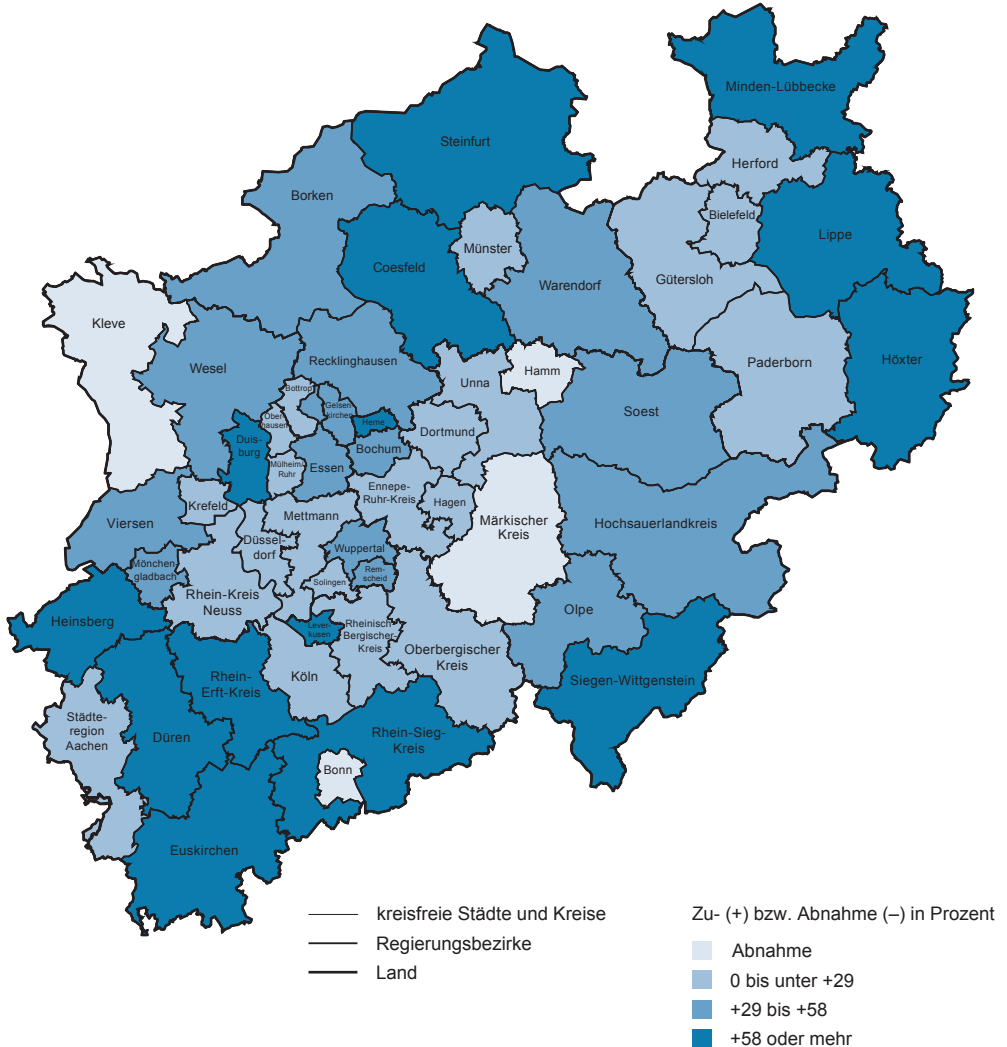 Minden-Lübbecke
Steinfurt
Herford
Borken
Bielefeld
Lippe
Münster
Coesfeld
Gütersloh
Warendorf
Kleve
Höxter
Recklinghausen
Paderborn
Wesel
Hamm
Unna
Bottrop
Gelsen-
kirchen
Soest
Ober-
hausen
Herne
Dortmund
Duis-
burg
Bochum
Mülheim/
Ruhr
Essen
Ennepe-
Ruhr-Kreis
Hagen
Krefeld
Mettmann
Märkischer
Kreis
Hochsauerlandkreis
Viersen
Düssel-
dorf
Wuppertal
Mönchen-
gladbach
Rem-
scheid
Solingen
Rhein-Kreis
Neuss
Olpe
Heinsberg
Lever-
kusen
Rheinisch
Bergischer
Kreis
Oberbergischer
Kreis
Rhein-
Erft-Kreis
Köln
Siegen-Wittgenstein
Städte-
region
Aachen
Düren
Rhein-Sieg-
Kreis
Bonn
Euskirchen
kreisfreie Städte und Kreise
Regierungsbezirke
Land
Zu- (+) bzw. Abnahme (–) in Prozent
Abnahme
0 bis unter +29
+29 bis +58
+58 oder mehr